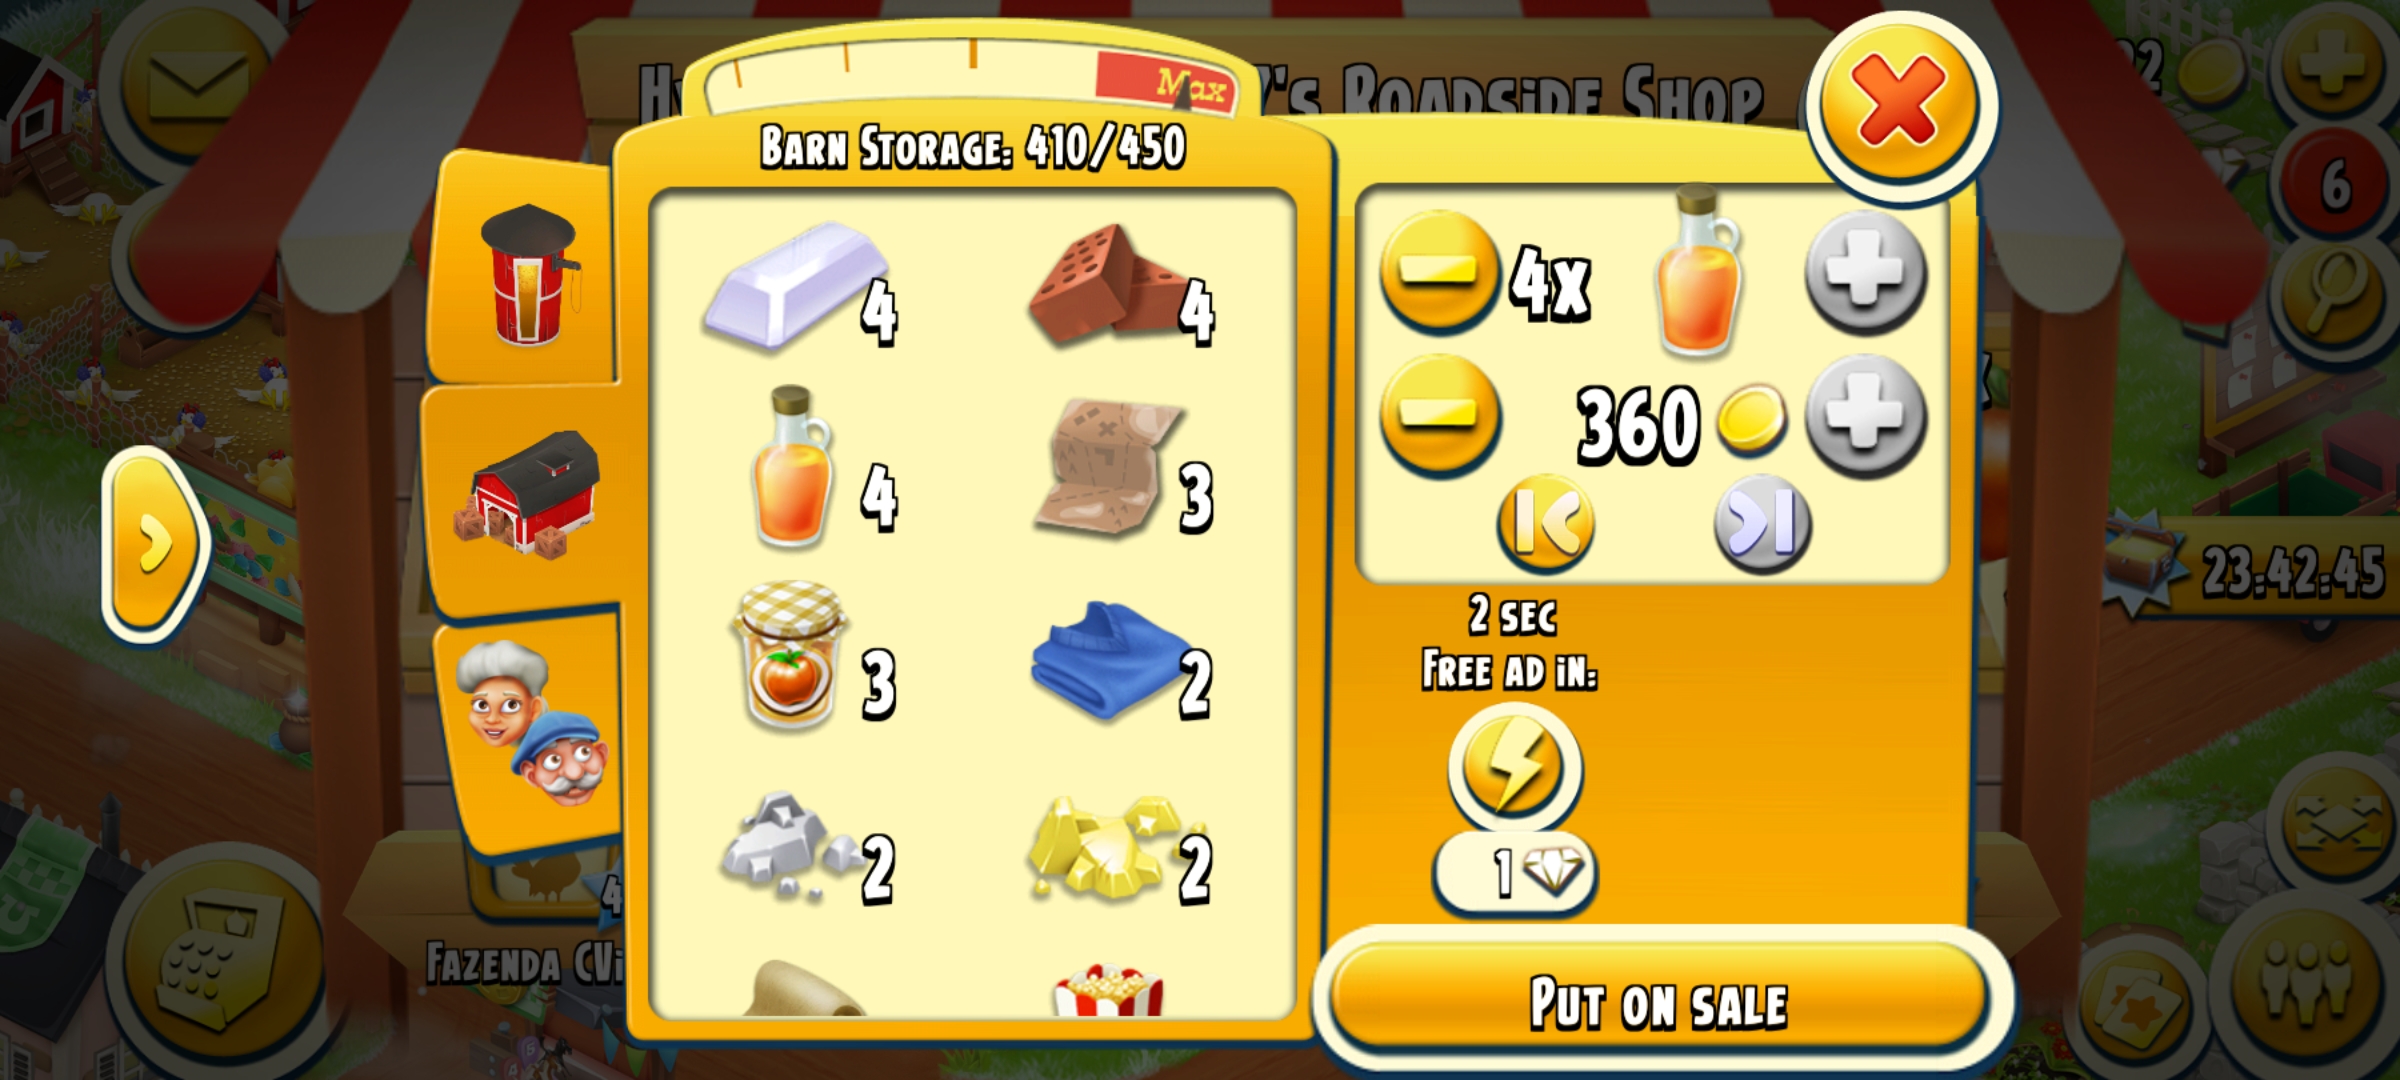 's Roadside Shop
Max
Barn Storage: 410/450
6
4
4
4x
360
4
3
23:42:45
2 sec
Free ad in:
3
2
2
2
1
Fazenda
Put on sale